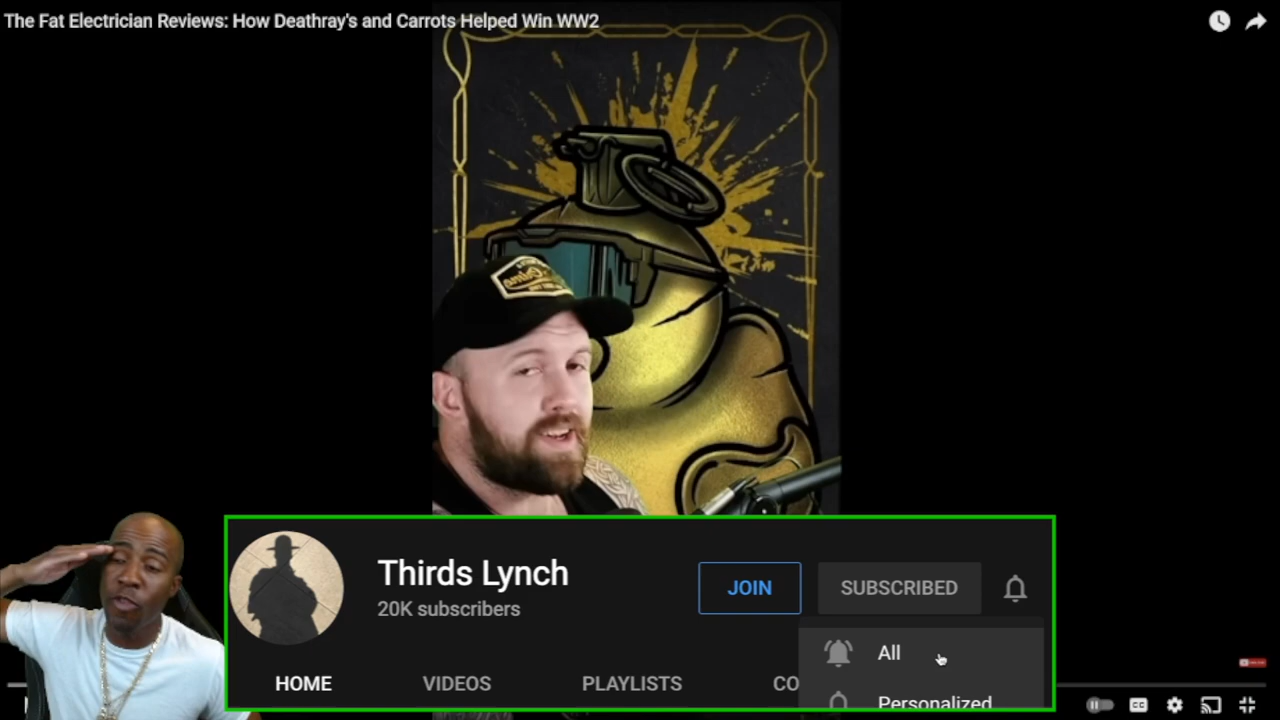 The Fat Electrician Reviews: How Deathray's and Carrots Helped Win WW2
Thirds Lynch
20K subscribers
JOIN
SUBSCRIBED
All
HOME
VIDEOS
PLAYLISTS
CO
Personalized
CC